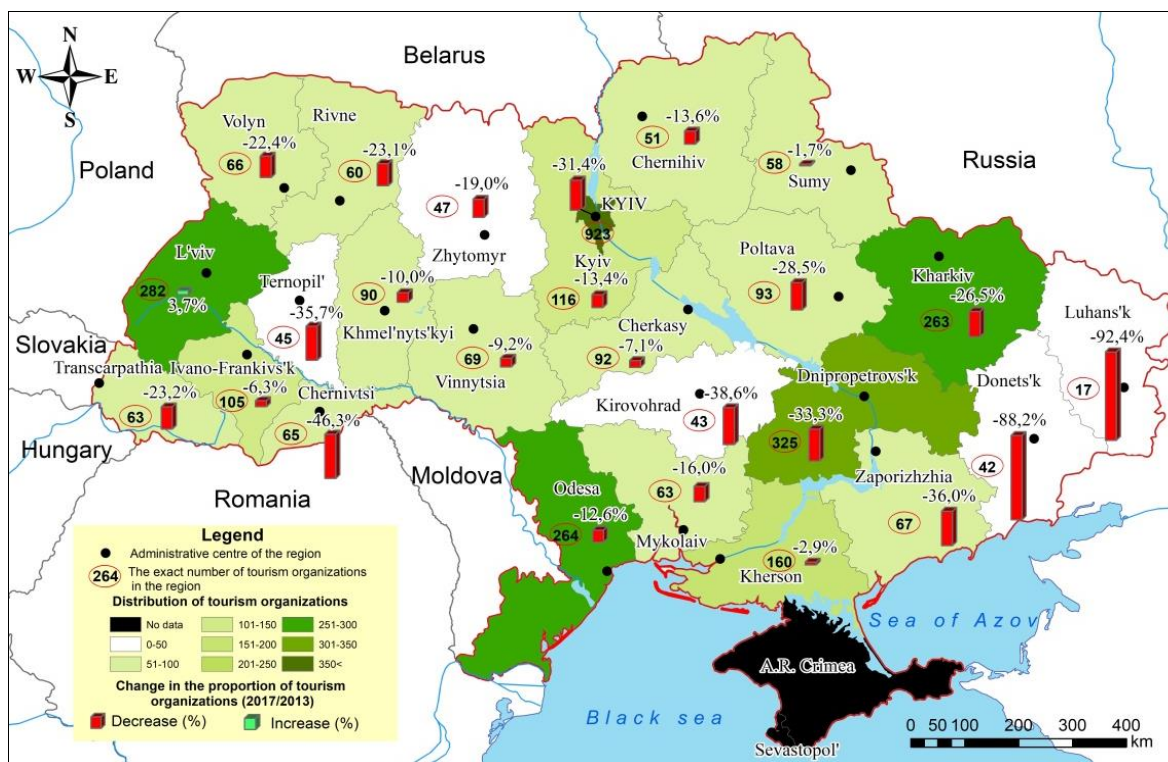 N
W E
S
Belarus
Poland
Russia
Slovakia
Hungary
Romania
Moldova
Volyn
-22,4%
66
Rivne
-23,1%
60
-19,0%
47
Zhytomyr
-31,4%
KYIV
923
Kyiv
-13,4%
116
-13,6%
51
Chernihiv
-1,7%
58
Sumy
L'viv
282
3,7%
Ternopil'
-35,7%
45
-10,0%
90
Khmel'nyts'kyi
-9,2%
69
Vinnytsia
Cherkasy
-7,1%
92
Poltava
-28,5%
93
Kharkiv
-26,5%
263
Luhans'k
-92,4%
17
Transcarpathia
-23,2%
63
Ivano-Frankivs'k
-6,3%
105
Chernivtsi
-46,3%
65
Kirovohrad
-38,6%
43
Dnipropetrovs'k
-33,3%
325
Donets'k
-88,2%
42
Odesa
-12,6%
264
-16,0%
63
Mykolaiv
-2,9%
160
Kherson
Zaporizhzhia
-36,0%
67
Sea of Azov
A.R. Crimea
Black sea
Sevastopol'
Legend
Administrative centre of the region
264 The exact number of tourism organizations
in the region
Distribution of tourism organizations
No data 101-150 251-300
0-50 151-200 301-350
51-100 201-250 350<
Change in the proportion of tourism
organizations (2017/2013)
Decrease (%) Increase (%)
0 50 100 200 300 400
km